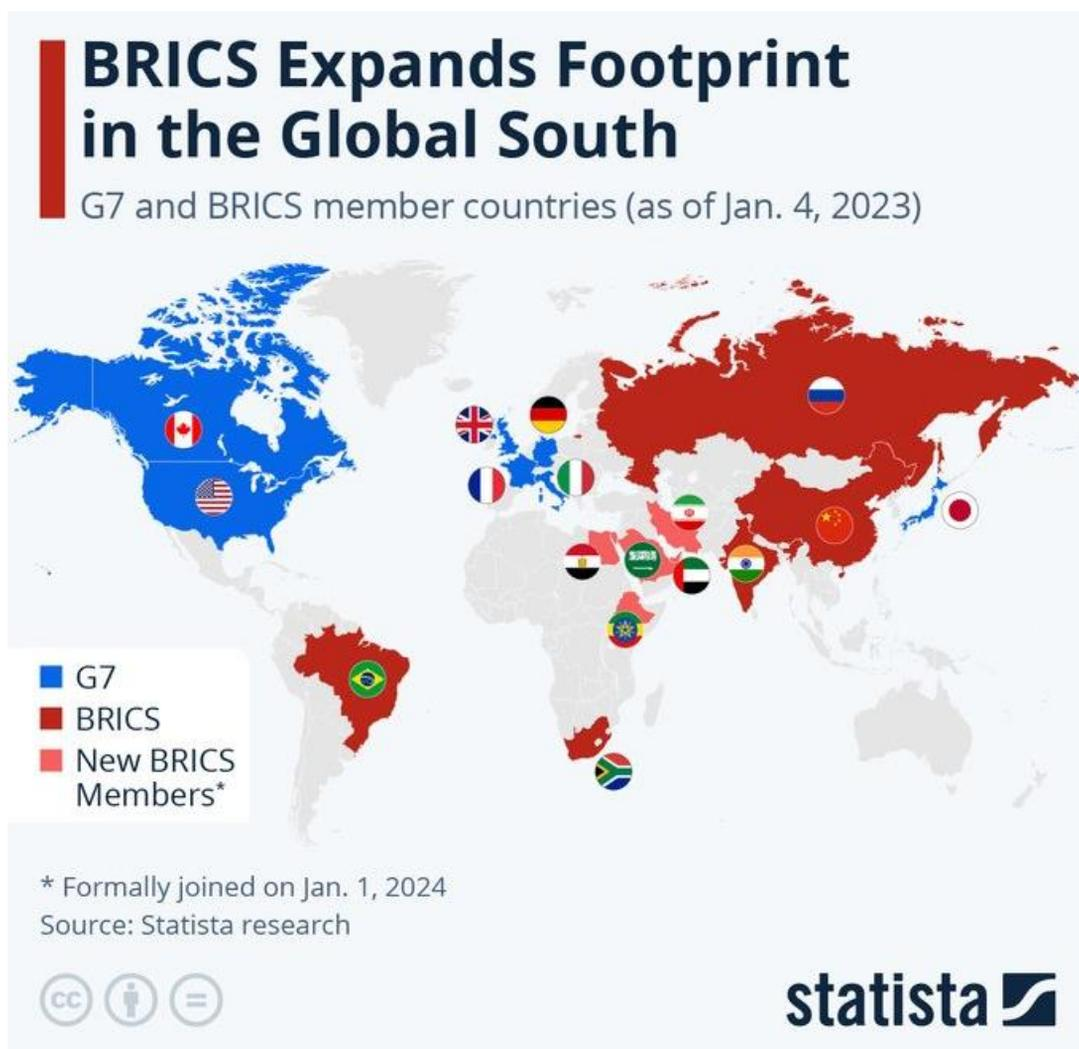 BRICS Expands Footprint
in the Global South
G7 and BRICS member countries (as of Jan. 4, 2023)
G7
BRICS
New BRICS
Members*
* Formally joined on Jan. 1, 2024
Source: Statista research
cc
statista